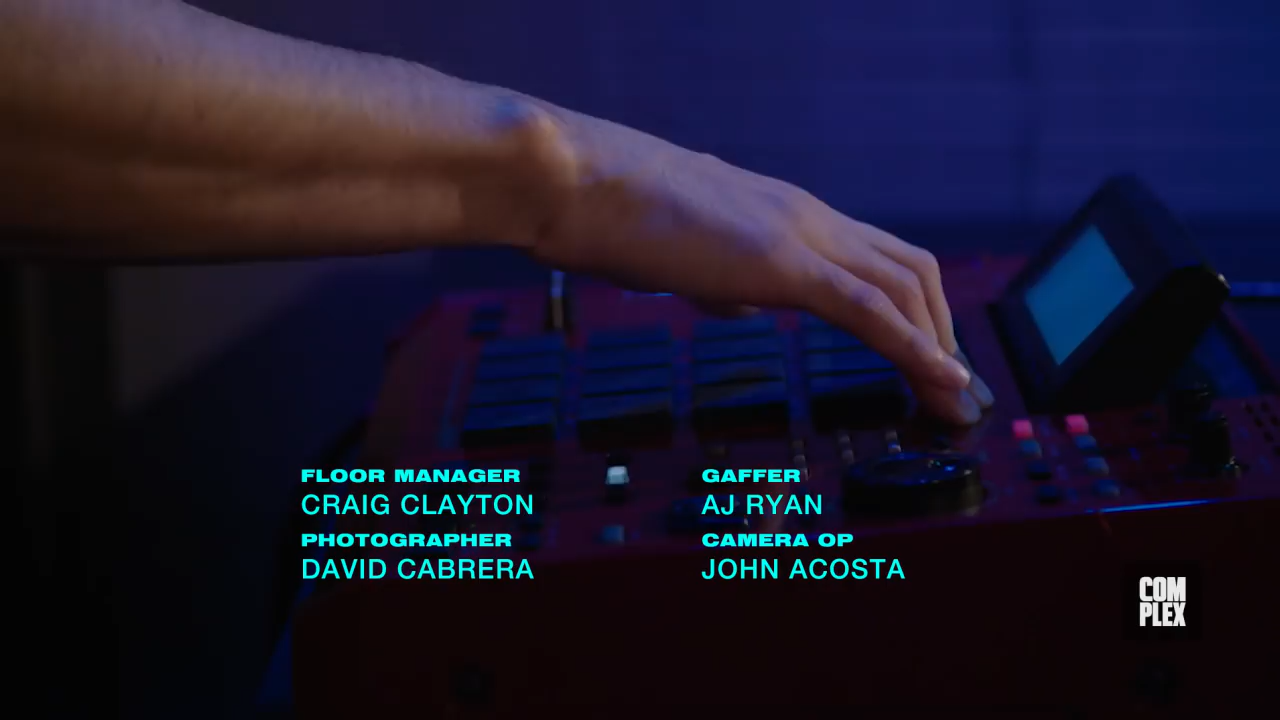 FLOOR MANAGER
CRAIG CLAYTON
PHOTOGRAPHER
DAVID CABRERA
GAFFER
AJ RYAN
CAMERA OP
JOHN ACOSTA
COM
PLEX